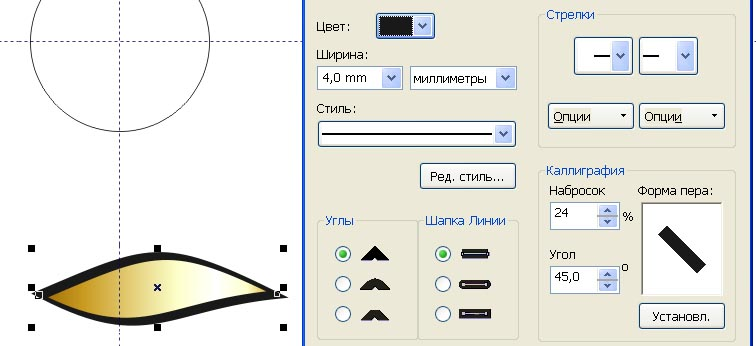 Цвет:
Ширина:
4,0 mm
миллиметры
Стиль:
Ред. стиль...
Углы
Шапка Линии
Стрелки
Опции
Опции
Каллиграфия
Набросок
Форма пера:
24
%
Угол
45,0
o
Установл.